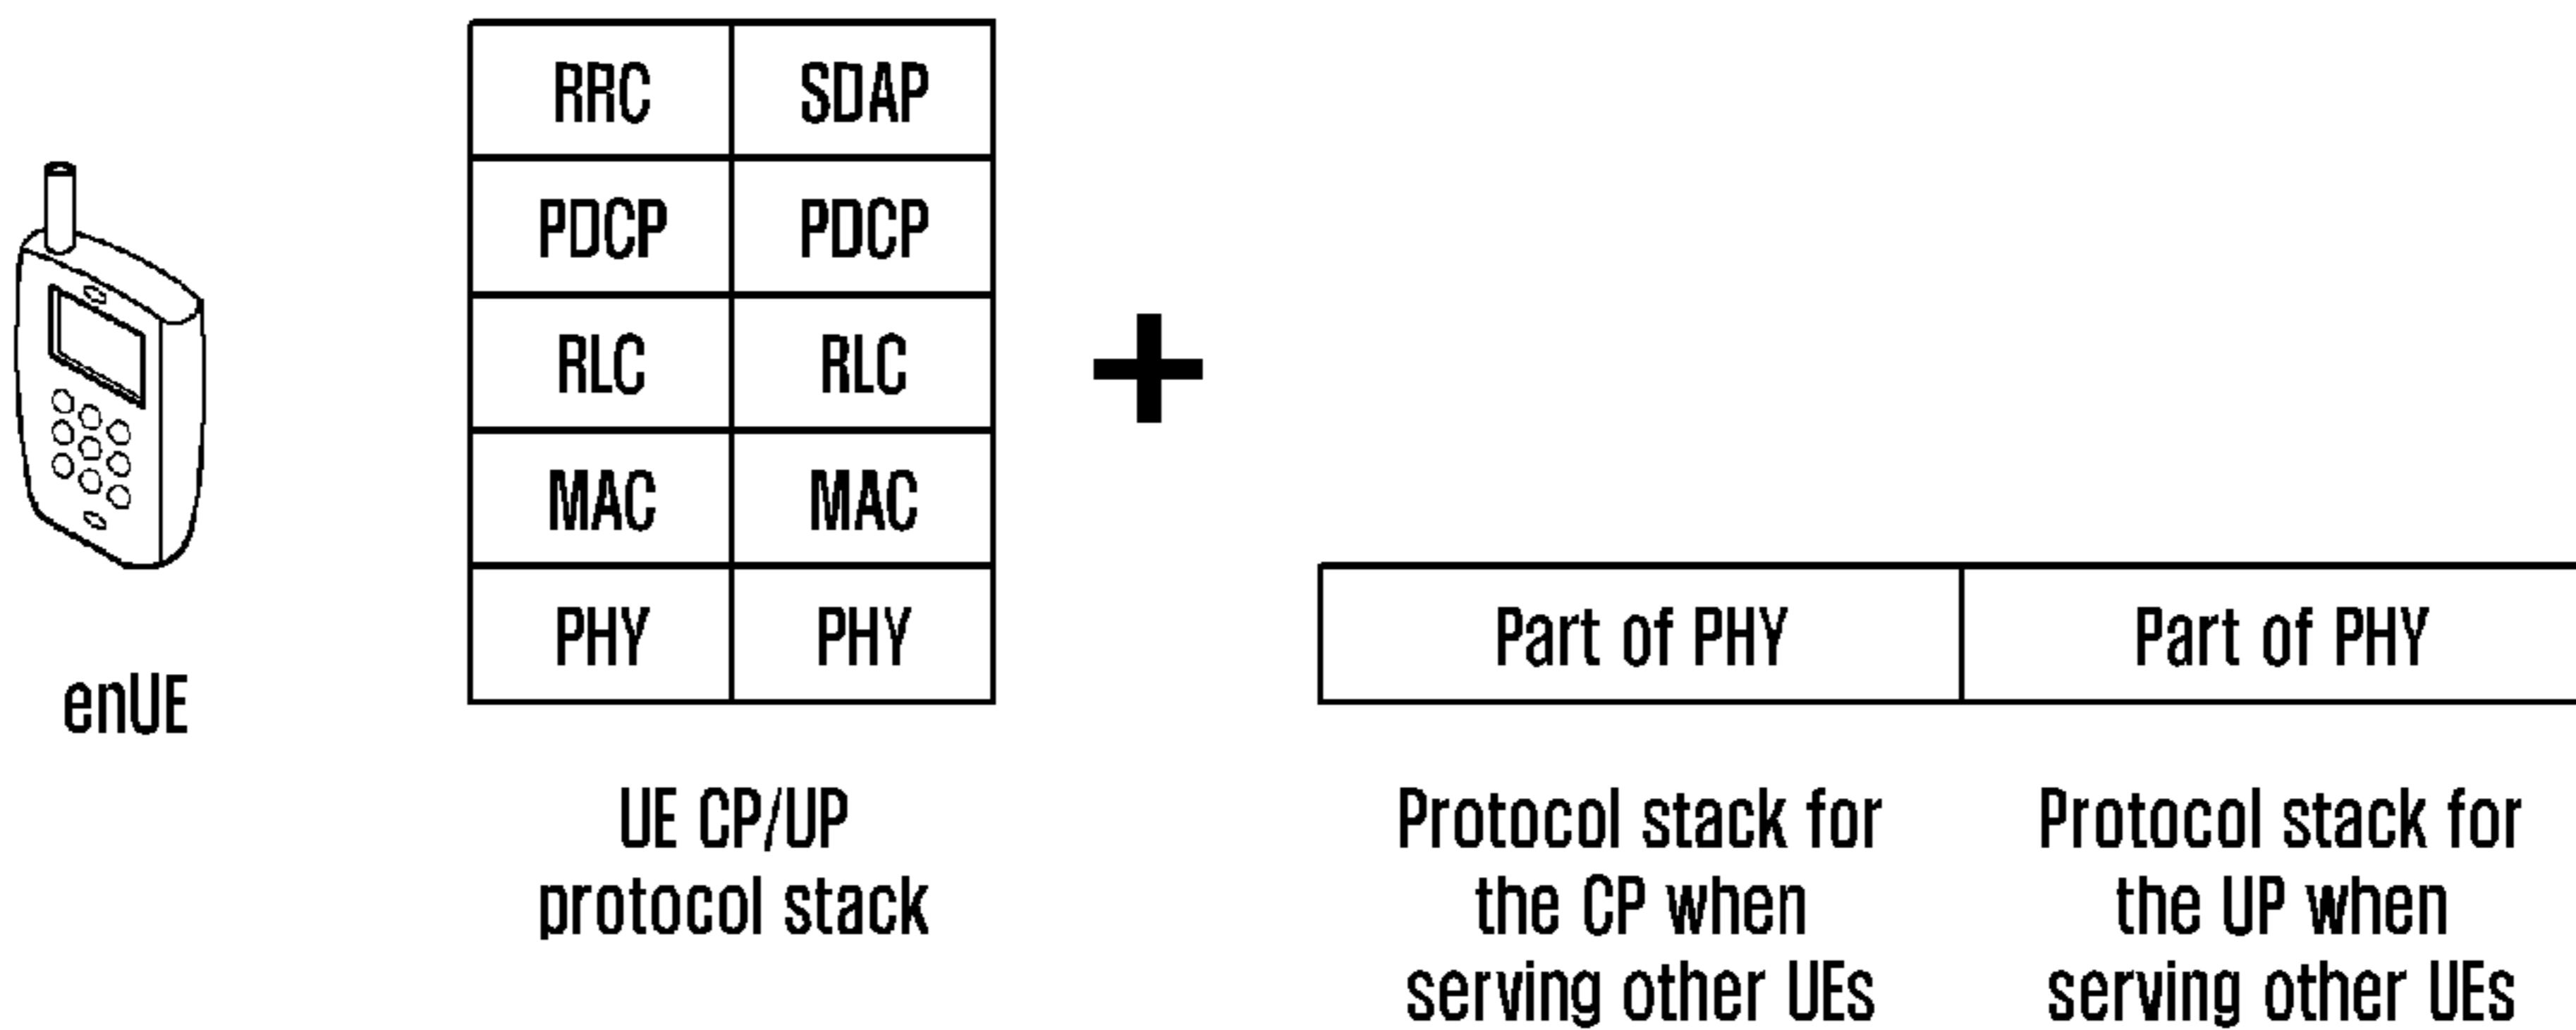 RRC SDAP
PDCP PDCP
RLC RLC
MAC MAC
PHY PHY
+
Part of PHY Part of PHY
enUE
UE CP/UP
protocol stack
Protocol stack for
the CP when
serving other UEs
Protocol stack for
the UP when
serving other UEs